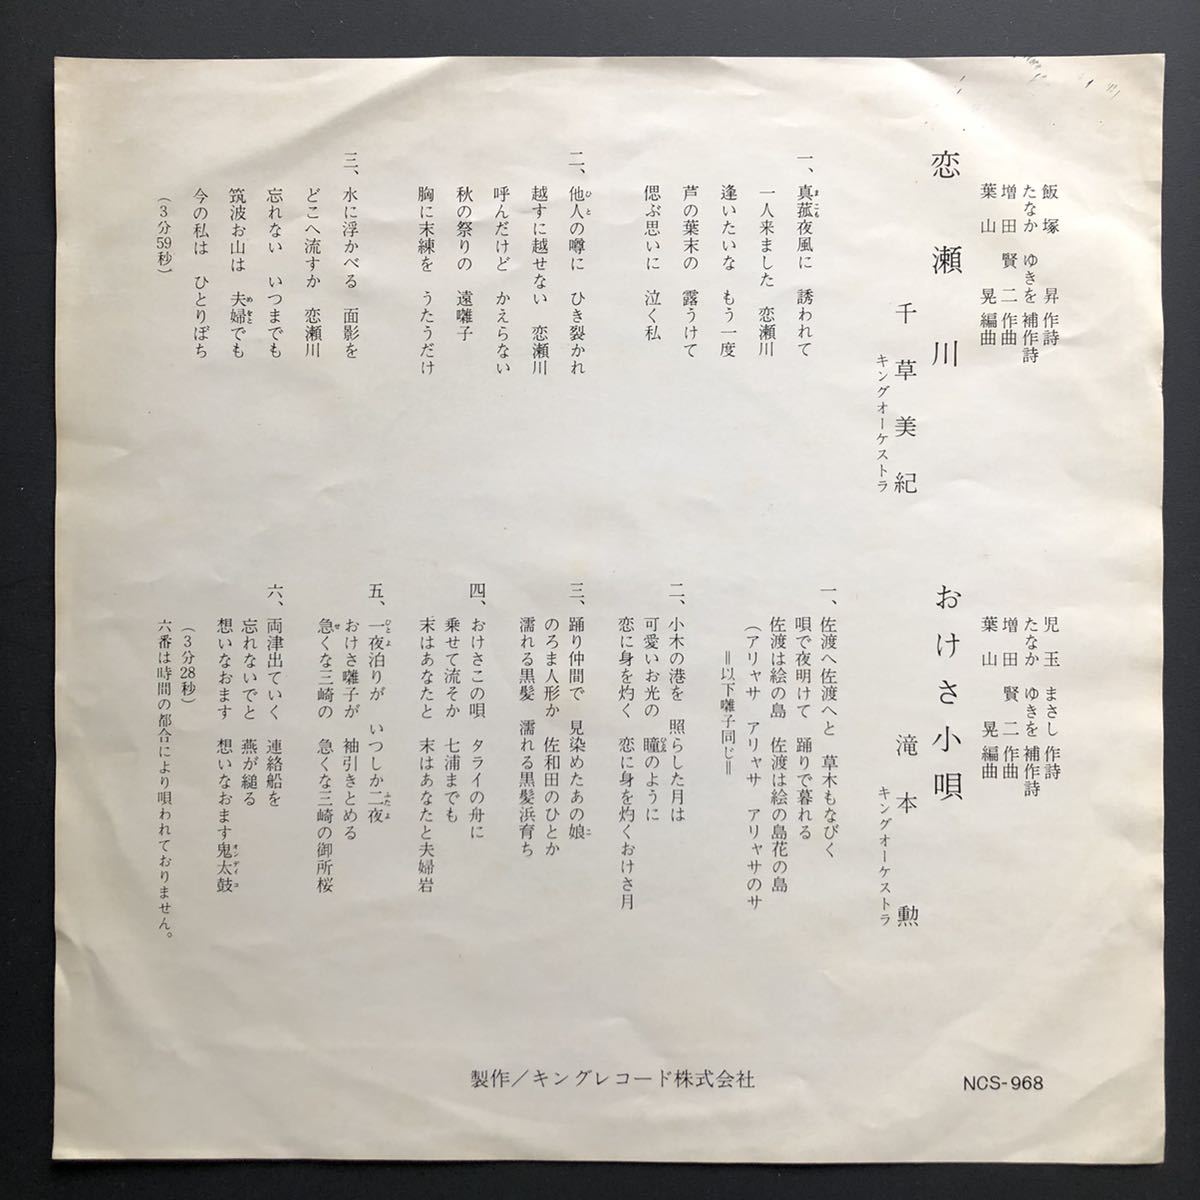 飯塚 昇 作詩
たなか ゆきを 補作詩
増田 賢二 作曲
葉山 晃 編曲
恋瀬川
千草美紀
キングオーケストラ
一、真菰夜風に 誘われて
一人来ました 恋瀬川
逢いたいな もう一度
芦の葉末の 露うけて
偲ぶ思いに 泣く私
二、他人の噂に ひき裂かれ
越すに越せない 恋瀬川
呼んだけど かえらない
秋の祭りの 遠囃子
胸に末練を うたうだけ
三、水に浮かべる 面影を
どこへ流すか 恋瀬川
忘れない いつまでも
筑波お山は 夫婦でも
今の私は ひとりぼち
(3分59秒)
児玉 まさし 作詩
たなか ゆきを 補作詩
増田 賢二 作曲
葉山 晃 編曲
おけさ小唄
滝本 勲
キングオーケストラ
一、佐渡へ佐渡へと 草木もなびく
唄で夜明けて 踊りで暮れる
佐渡は絵の島 佐渡は絵の島花の島
(アリャサ アリャサ アリャサのサ
=以下囃子同じ=
二、小木の港を 照らした月は
可愛いお光の 瞳のように
恋に身を灼く 恋に身を灼くおけさ月
三、踊り仲間で 見染めたあの娘
のろま人形か 佐和田のひとか
濡れる黒髪 濡れる黒髪浜育ち
四、おけさこの唄 タライの舟に
乗せて流そか 七浦までも
末はあなたと 末はあなたと夫婦岩
五、一夜泊りが いつしか二夜
おけさ囃子が 袖引きとめる
急くな三崎の 急くな三崎の御所桜
六、両津出ていく 連絡船を
忘れないでと 燕が縋る
想いなおます 想いなおます鬼太鼓
(3分28秒)
六番は時間の都合により唄われておりません。
製作/キングレコード株式会社
NCS-968